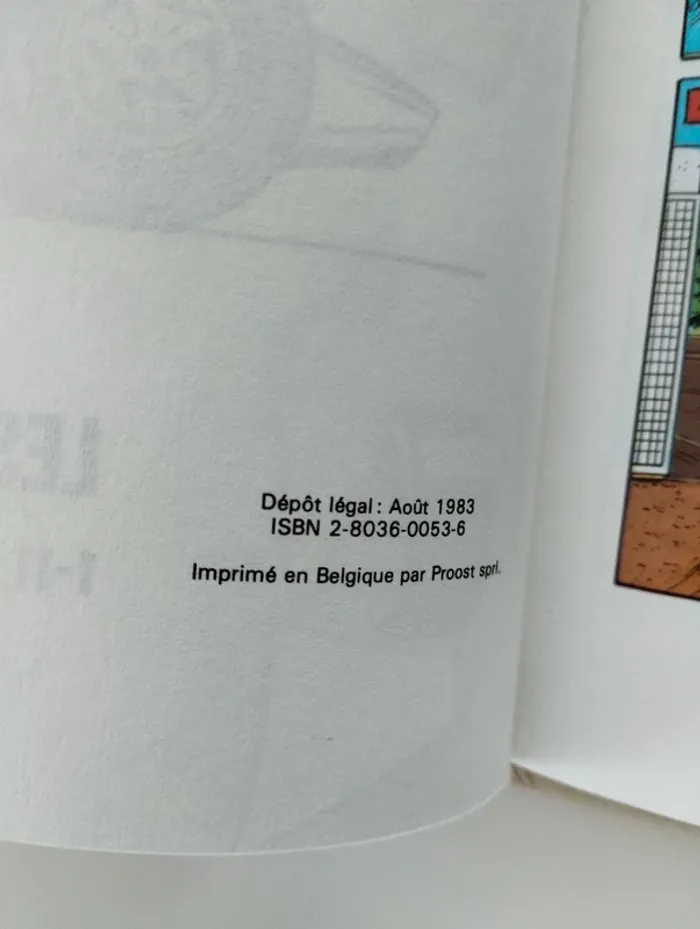 Dépôt légal: Août 1983
ISBN 2-8036-0053-6
Imprimé en Belgique par Proost sprl.